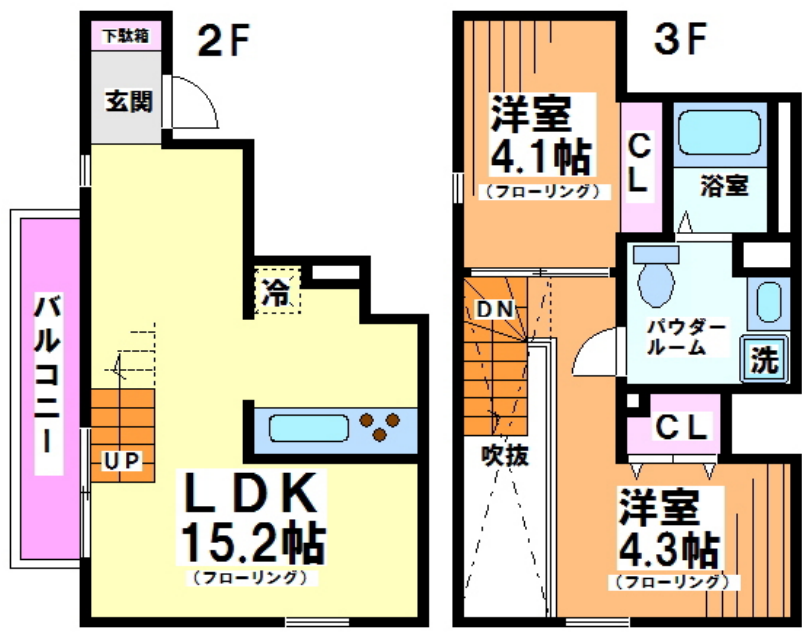 2F
下駄箱
玄関
冷
バルコニー
UP
LDK
15.2帖
(フローリング)
3F
洋室
4.1帖
(フローリング)
CL
浴室
DN
パウダー
ルーム
洗
CL
吹抜
洋室
4.3帖
(フローリング)